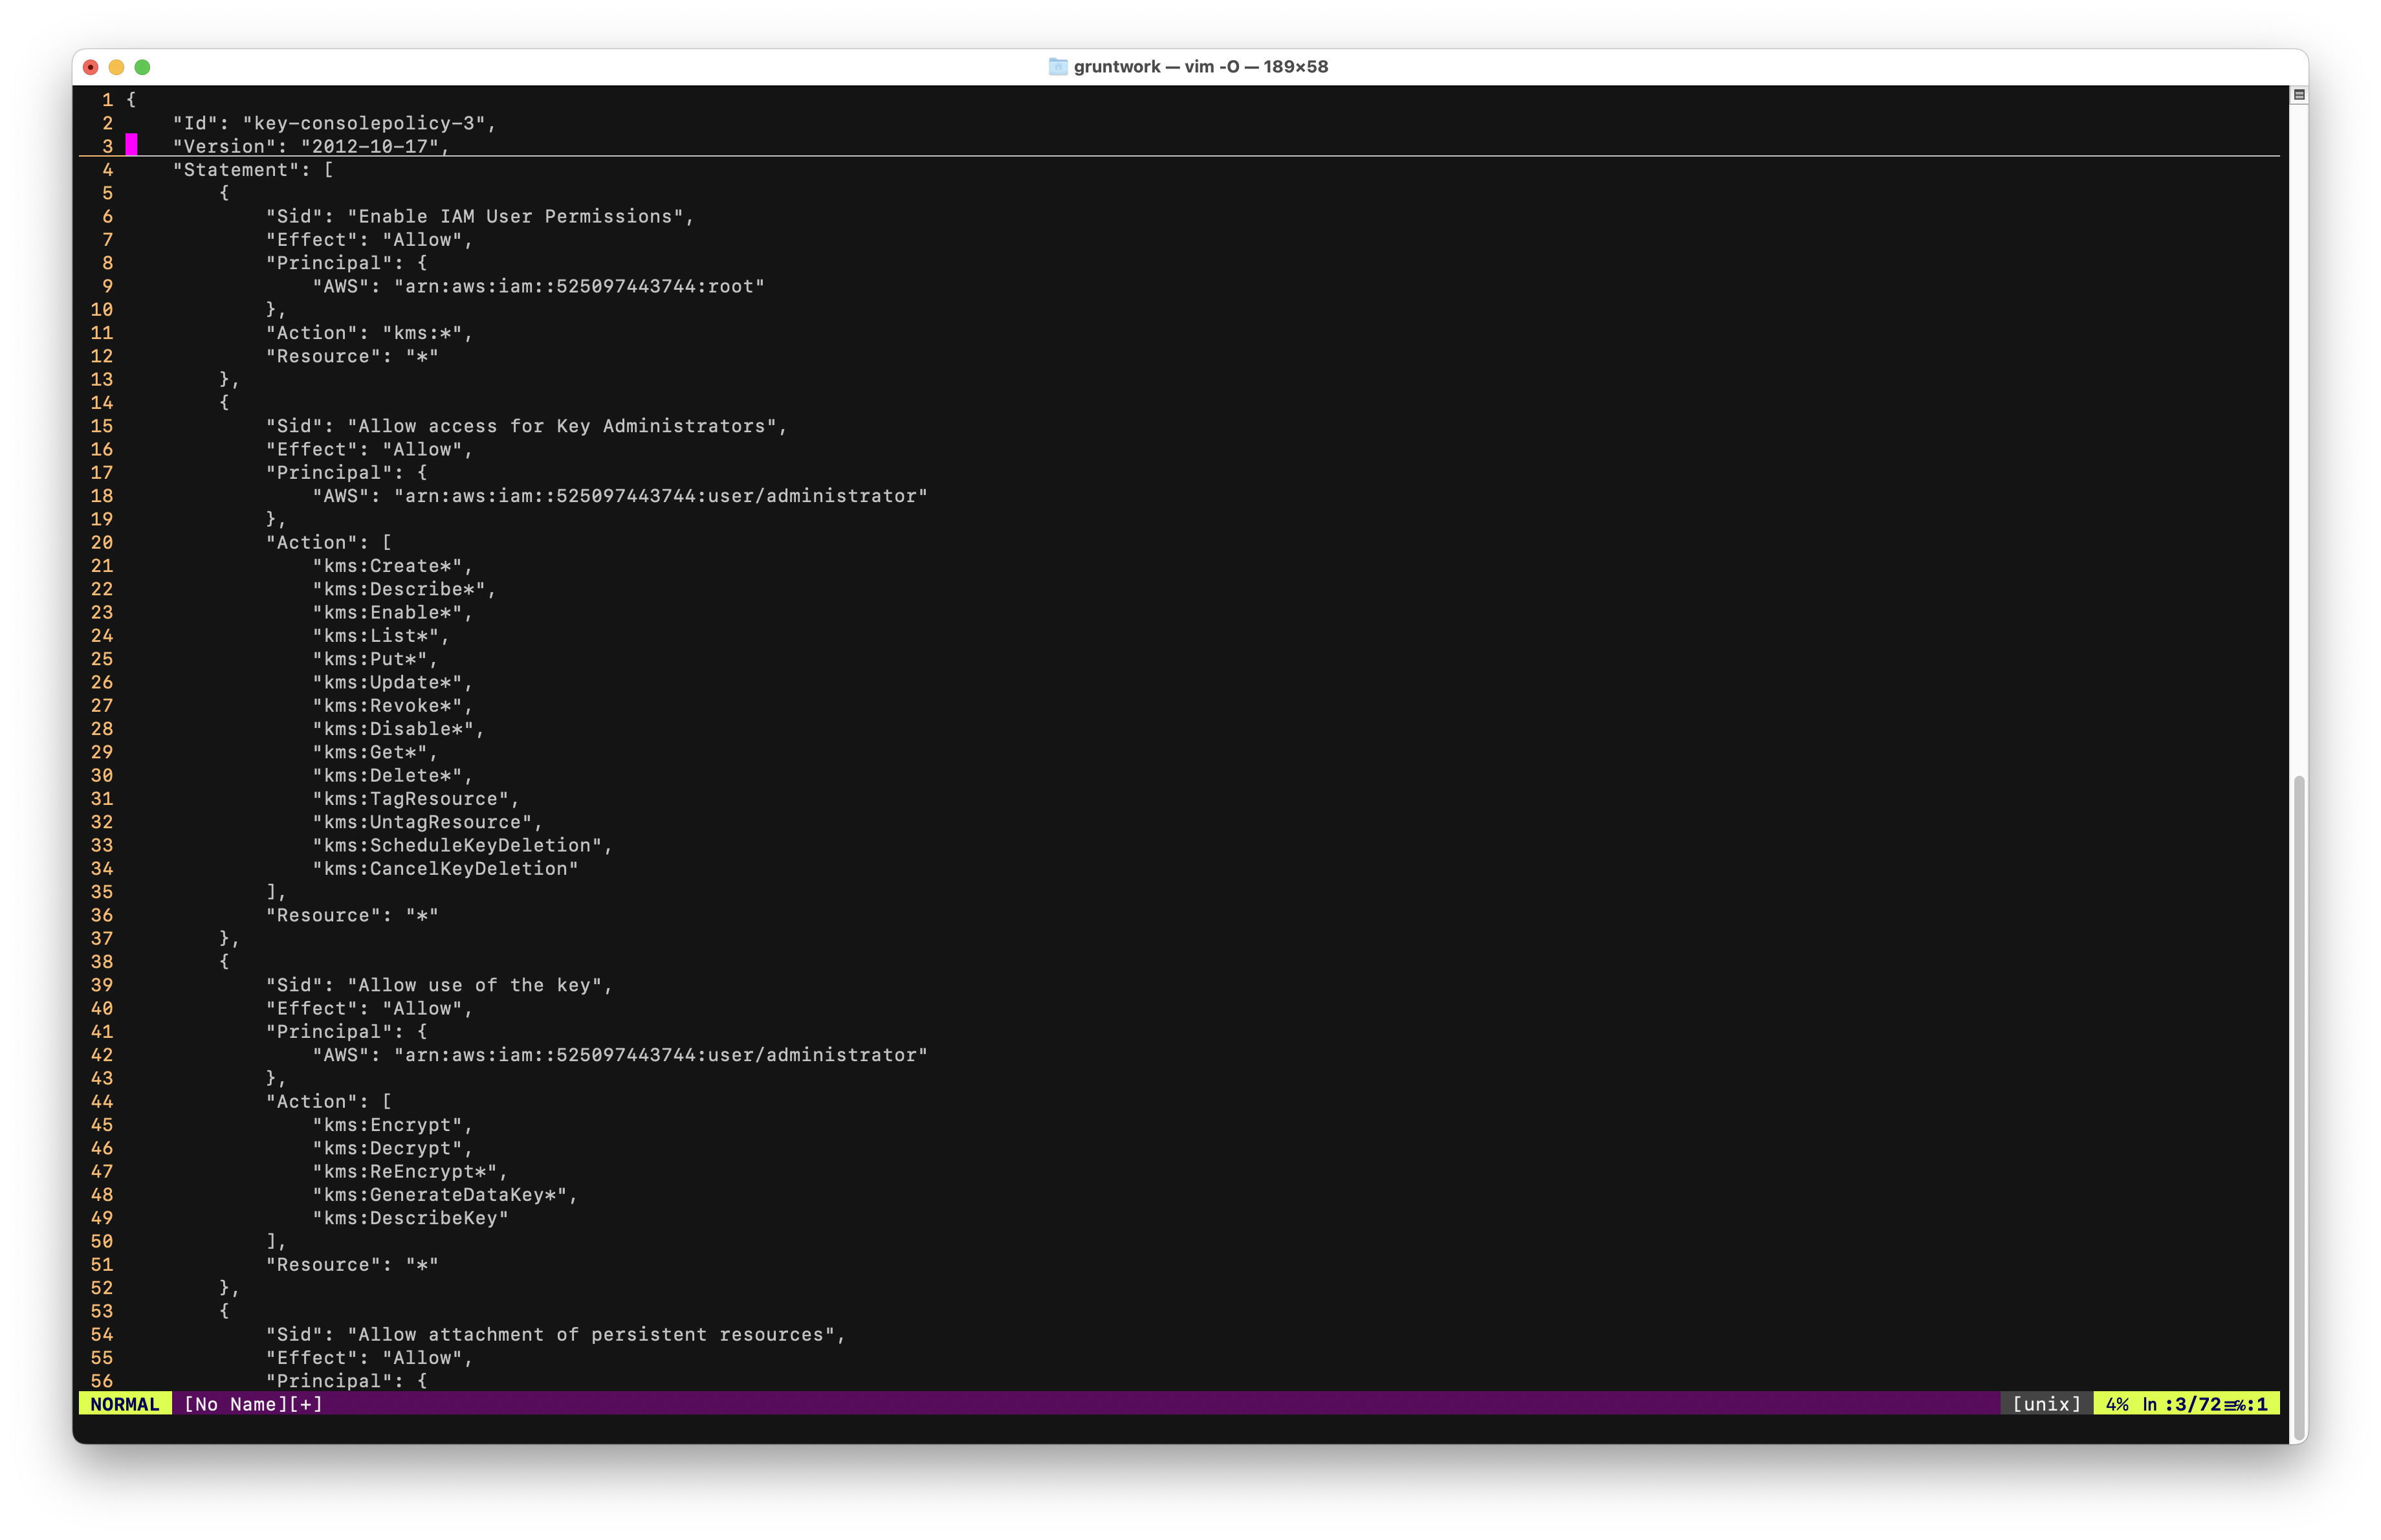 gruntwork — vim -O — 189×58
1 {
2     "Id": "key-consolepolicy-3",
3     "Version": "2012-10-17",
4     "Statement": [
5         {
6             "Sid": "Enable IAM User Permissions",
7             "Effect": "Allow",
8             "Principal": {
9                 "AWS": "arn:aws:iam::525097443744:root"
10             },
11             "Action": "kms:*",
12             "Resource": "*"
13         },
14         {
15             "Sid": "Allow access for Key Administrators",
16             "Effect": "Allow",
17             "Principal": {
18                 "AWS": "arn:aws:iam::525097443744:user/administrator"
19             },
20             "Action": [
21                 "kms:Create*",
22                 "kms:Describe*",
23                 "kms:Enable*",
24                 "kms:List*",
25                 "kms:Put*",
26                 "kms:Update*",
27                 "kms:Revoke*",
28                 "kms:Disable*",
29                 "kms:Get*",
30                 "kms:Delete*",
31                 "kms:TagResource",
32                 "kms:UntagResource",
33                 "kms:ScheduleKeyDeletion",
34                 "kms:CancelKeyDeletion"
35             ],
36             "Resource": "*"
37         },
38         {
39             "Sid": "Allow use of the key",
40             "Effect": "Allow",
41             "Principal": {
42                 "AWS": "arn:aws:iam::525097443744:user/administrator"
43             },
44             "Action": [
45                 "kms:Encrypt",
46                 "kms:Decrypt",
47                 "kms:ReEncrypt*",
48                 "kms:GenerateDataKey*",
49                 "kms:DescribeKey"
50             ],
51             "Resource": "*"
52         },
53         {
54             "Sid": "Allow attachment of persistent resources",
55             "Effect": "Allow",
56             "Principal": {
NORMAL [No Name][+] [unix] 4% ln :3/72≡℅:1